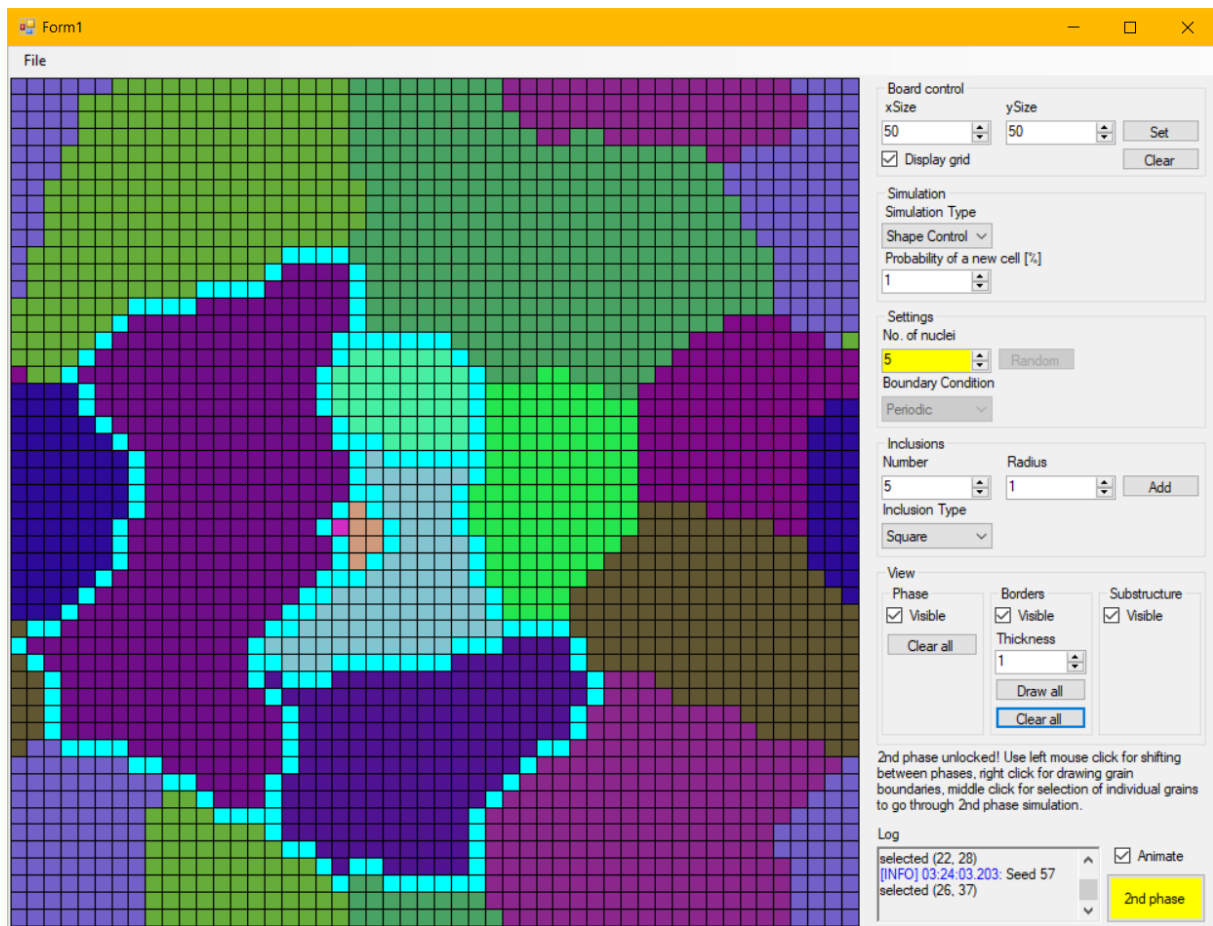 Form1
File
Board control
xSize ySize
50 50 Set
Display grid Clear
Simulation
Simulation Type
Shape Control
Probability of a new cell [%]
1
Settings
No. of nuclei
5 Random
Boundary Condition
Periodic
Inclusions
Number Radius
5 1 Add
Inclusion Type
Square
View
Phase Borders Substructure
Visible Visible Visible
Clear all Thickness
1
Draw all
Clear all
2nd phase unlocked! Use left mouse click for shifting
between phases, right click for drawing grain
boundaries, middle click for selection of individual grains
to go through 2nd phase simulation.
Log
selected (22, 28) Animate
[INFO] 03:24:03.203: Seed 57
selected (26, 37)
2nd phase